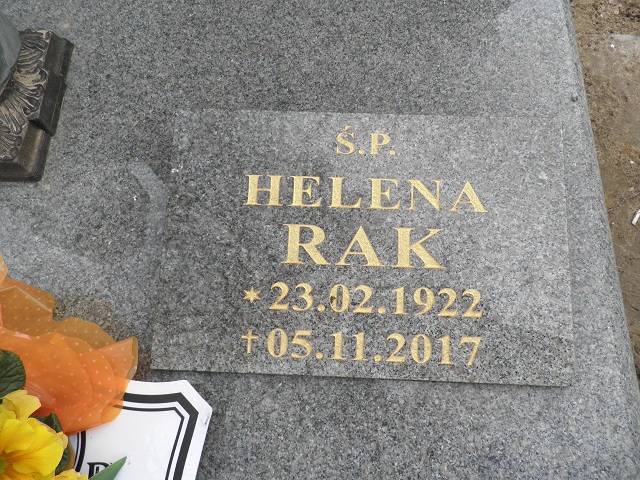 Ś.P.
HELENA
RAK
* 23.02.1922
† 05.11.2017